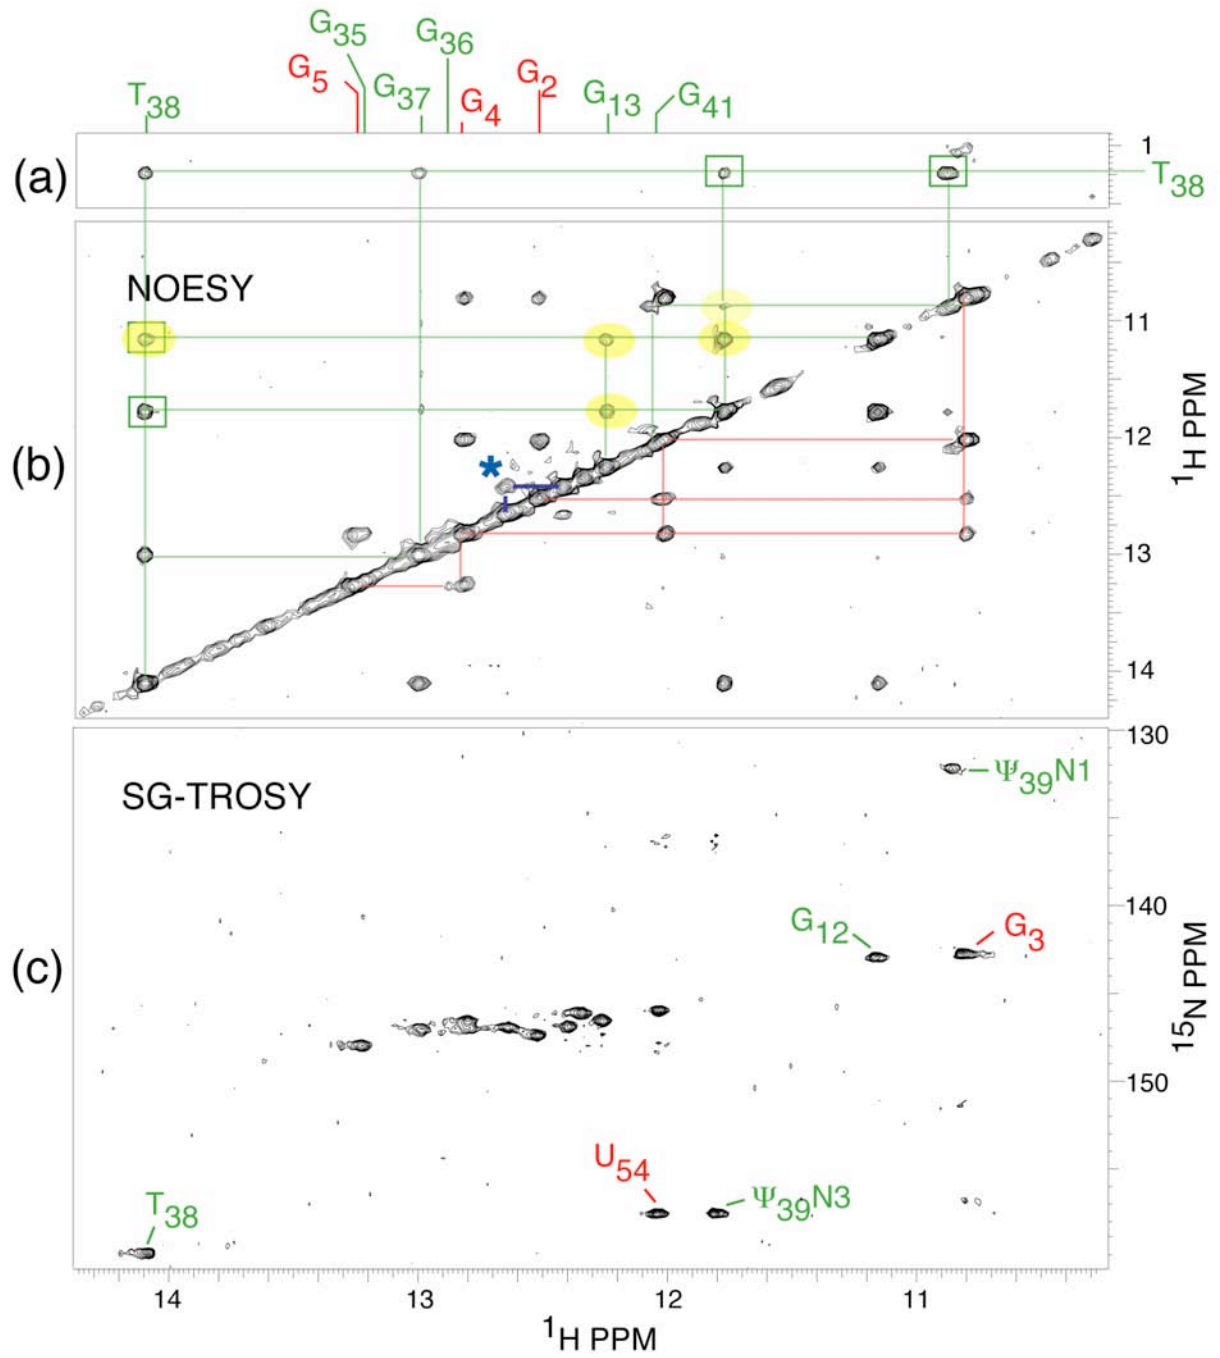 G35 G36
G5 G2
T38 G37 G4 G13 G41
(a) 1
T38
NOESY
11
(b) * 12
13
14
¹H PPM
SG-TROSY 130
Ψ39N1
G12 G3 140
(c)
150
U54 Ψ39N3
T38
¹⁵N PPM
14 13 12 11
¹H PPM